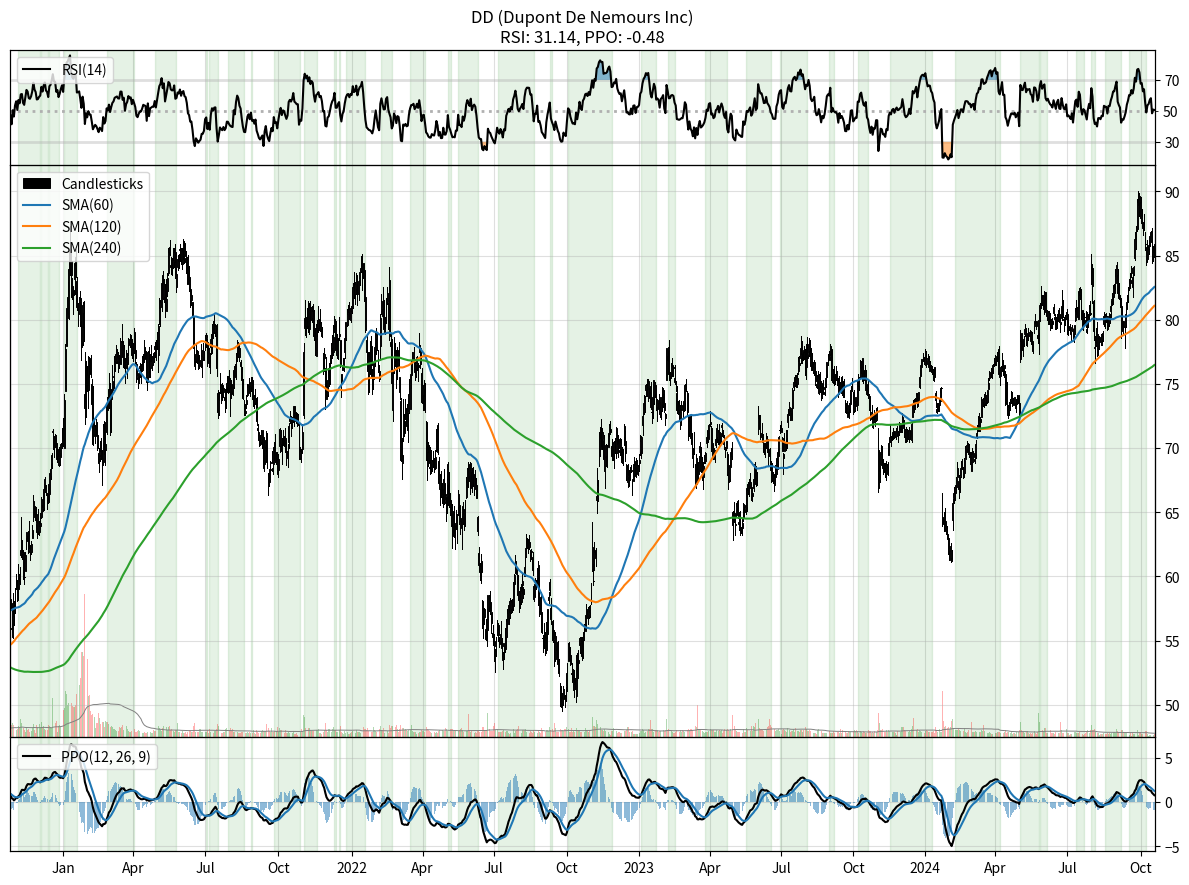 DD (Dupont De Nemours Inc)
RSI: 31.14, PPO: -0.48
RSI(14)
70
50
30
Candlesticks
SMA(60)
SMA(120)
SMA(240)
90
85
80
75
70
65
60
55
50
PPO(12, 26, 9)
5
0
−5
Jan Apr Jul Oct 2022 Apr Jul Oct 2023 Apr Jul Oct 2024 Apr Jul Oct